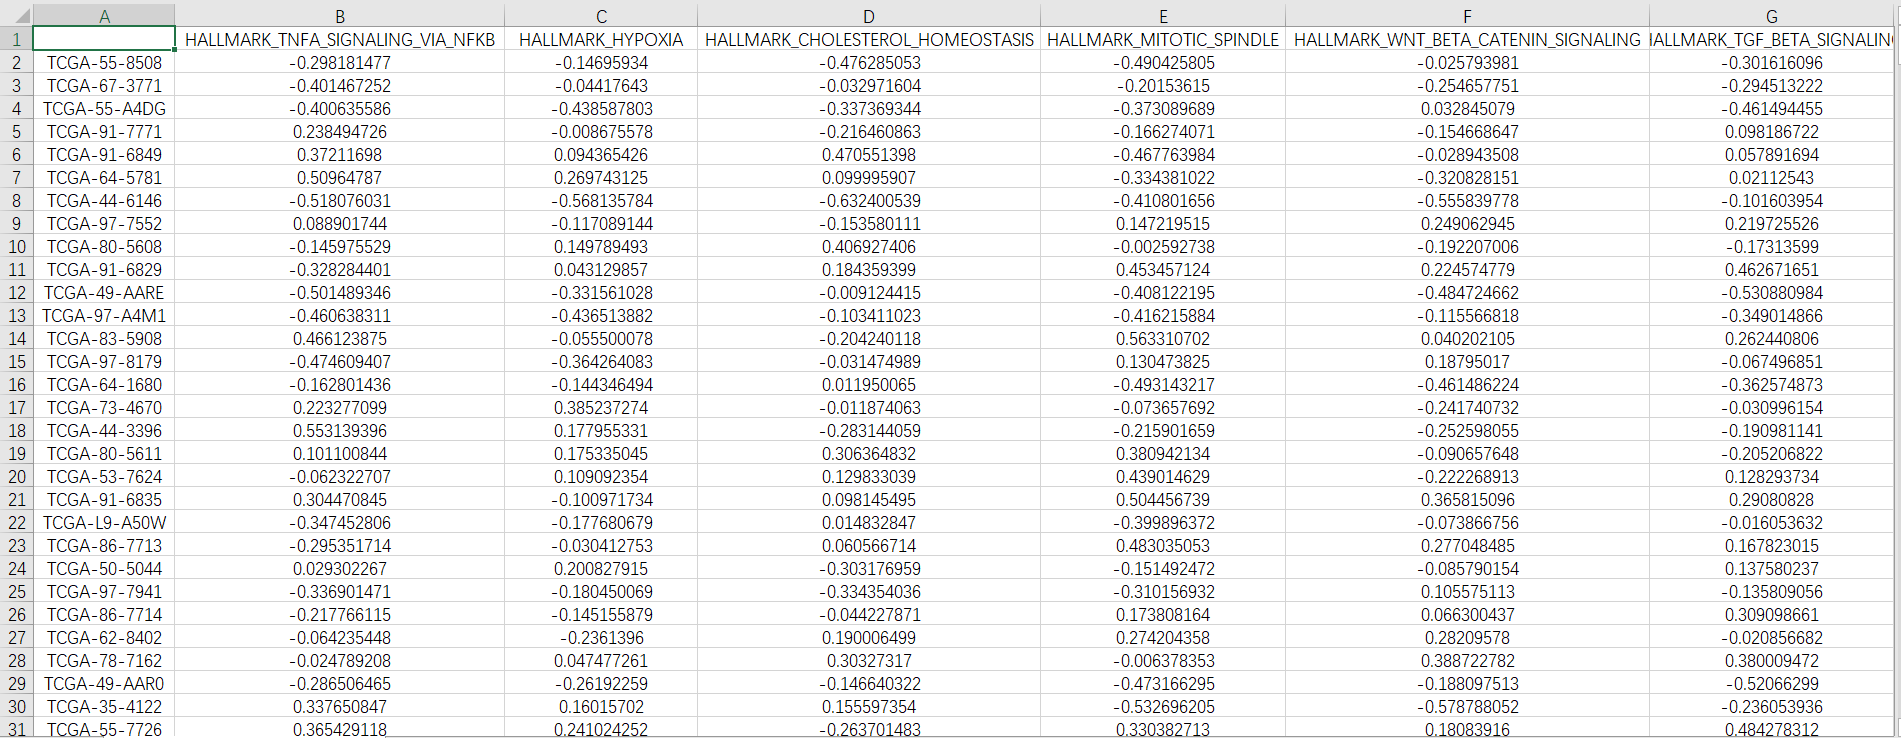 A B C D E F G
1 HALLMARK_TNFA_SIGNALING_VIA_NFKB HALLMARK_HYPOXIA HALLMARK_CHOLESTEROL_HOMEOSTASIS HALLMARK_MITOTIC_SPINDLE HALLMARK_WNT_BETA_CATENIN_SIGNALING HALLMARK_TGF_BETA_SIGNALIN
2 TCGA-55-8508 -0.298181477 -0.14695934 -0.476285053 -0.490425805 -0.025793981 -0.301616096
3 TCGA-67-3771 -0.401467252 -0.04417643 -0.032971604 -0.20153615 -0.254657751 -0.294513222
4 TCGA-55-A4DG -0.400635586 -0.438587803 -0.337369344 -0.373089689 0.032845079 -0.461494455
5 TCGA-91-7771 0.238494726 -0.008675578 -0.216460863 -0.166274071 -0.154668647 0.098186722
6 TCGA-91-6849 0.37211698 0.094365426 0.470551398 -0.467763984 -0.028943508 0.057891694
7 TCGA-64-5781 0.50964787 0.269743125 0.099995907 -0.334381022 -0.320828151 0.02112543
8 TCGA-44-6146 -0.518076031 -0.568135784 -0.632400539 -0.410801656 -0.555839778 -0.101603954
9 TCGA-97-7552 0.088901744 -0.117089144 -0.153580111 0.147219515 0.249062945 0.219725526
10 TCGA-80-5608 -0.145975529 0.149789493 0.406927406 -0.002592738 -0.192207006 -0.17313599
11 TCGA-91-6829 -0.328284401 0.043129857 0.184359399 0.453457124 0.224574779 0.462671651
12 TCGA-49-AARE -0.501489346 -0.331561028 -0.009124415 -0.408122195 -0.484724662 -0.530880984
13 TCGA-97-A4M1 -0.460638311 -0.436513882 -0.103411023 -0.416215884 -0.115566818 -0.349014866
14 TCGA-83-5908 0.466123875 -0.055500078 -0.204240118 0.563310702 0.040202105 0.262440806
15 TCGA-97-8179 -0.474609407 -0.364264083 -0.031474989 0.130473825 0.18795017 -0.067496851
16 TCGA-64-1680 -0.162801436 -0.144346494 0.011950065 -0.493143217 -0.461486224 -0.362574873
17 TCGA-73-4670 0.223277099 0.385237274 -0.011874063 -0.073657692 -0.241740732 -0.030996154
18 TCGA-44-3396 0.553139396 0.177955331 -0.283144059 -0.215901659 -0.252598055 -0.190981141
19 TCGA-80-5611 0.101100844 0.175335045 0.306364832 0.380942134 -0.090657648 -0.205206822
20 TCGA-53-7624 -0.062322707 0.109092354 0.129833039 0.439014629 -0.222268913 0.128293734
21 TCGA-91-6835 0.304470845 -0.100971734 0.098145495 0.504456739 0.365815096 0.29080828
22 TCGA-L9-A50W -0.347452806 -0.177680679 0.014832847 -0.399896372 -0.073866756 -0.016053632
23 TCGA-86-7713 -0.295351714 -0.030412753 0.060566714 0.483035053 0.277048485 0.167823015
24 TCGA-50-5044 0.029302267 0.200827915 -0.303176959 -0.151492472 -0.085790154 0.137580237
25 TCGA-97-7941 -0.336901471 -0.180450069 -0.334354036 -0.310156932 0.105575113 -0.135809056
26 TCGA-86-7714 -0.217766115 -0.145155879 -0.044227871 0.173808164 0.066300437 0.309098661
27 TCGA-62-8402 -0.064235448 -0.2361396 0.190006499 0.274204358 0.28209578 -0.020856682
28 TCGA-78-7162 -0.024789208 0.047477261 0.30327317 -0.006378353 0.388722782 0.380009472
29 TCGA-49-AAR0 -0.286506465 -0.26192259 -0.146640322 -0.473166295 -0.188097513 -0.52066299
30 TCGA-35-4122 0.337650847 0.16015702 0.155597354 -0.532696205 -0.578788052 -0.236053936
31 TCGA-55-7726 0.365429118 0.241024252 -0.263701483 0.330382713 0.18083916 0.484278312